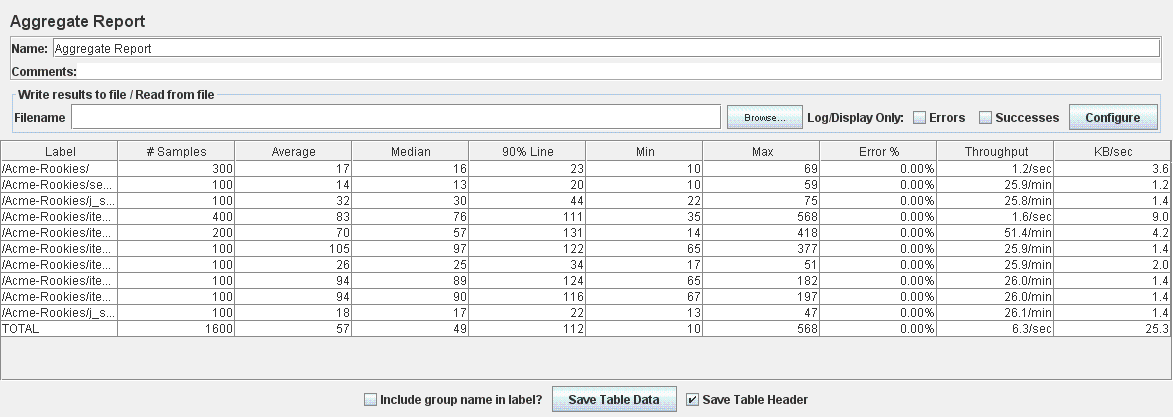 Aggregate Report
Name: Aggregate Report
Comments:
Write results to file / Read from file
Filename Browse... Log/Display Only: Errors Successes Configure
Label # Samples Average Median 90% Line Min Max Error % Throughput KB/sec
/Acme-Rookies/ 300 17 16 23 10 69 0.00% 1.2/sec 3.6
/Acme-Rookies/se... 100 14 13 20 10 59 0.00% 25.9/min 1.2
/Acme-Rookies/j_s... 100 32 30 44 22 75 0.00% 25.8/min 1.4
/Acme-Rookies/ite... 400 83 76 111 35 568 0.00% 1.6/sec 9.0
/Acme-Rookies/ite... 200 70 57 131 14 418 0.00% 51.4/min 4.2
/Acme-Rookies/ite... 100 105 97 122 65 377 0.00% 25.9/min 1.4
/Acme-Rookies/ite... 100 26 25 34 17 51 0.00% 25.9/min 2.0
/Acme-Rookies/ite... 100 94 89 124 65 182 0.00% 26.0/min 1.4
/Acme-Rookies/ite... 100 94 90 116 67 197 0.00% 26.0/min 1.4
/Acme-Rookies/j_s... 100 18 17 22 13 47 0.00% 26.1/min 1.4
TOTAL 1600 57 49 112 10 568 0.00% 6.3/sec 25.3
Include group name in label? Save Table Data Save Table Header